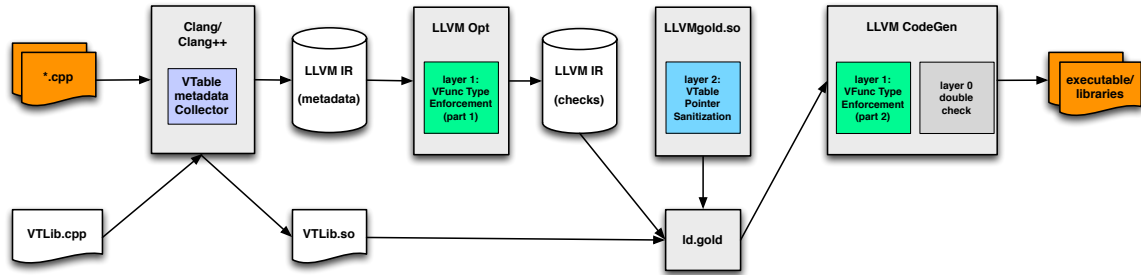 Clang/
Clang++
*.cpp
VTable
metadata
Collector
LLVM IR
(metadata)
LLVM Opt
layer 1:
VFunc Type
Enforcement
(part 1)
LLVM IR
(checks)
LLVMgold.so
layer 2:
VTable
Pointer
Sanitization
LLVM CodeGen
layer 1:
VFunc Type
Enforcement
(part 2)
layer 0
double
check
executable/
libraries
VTLib.cpp
VTLib.so
ld.gold